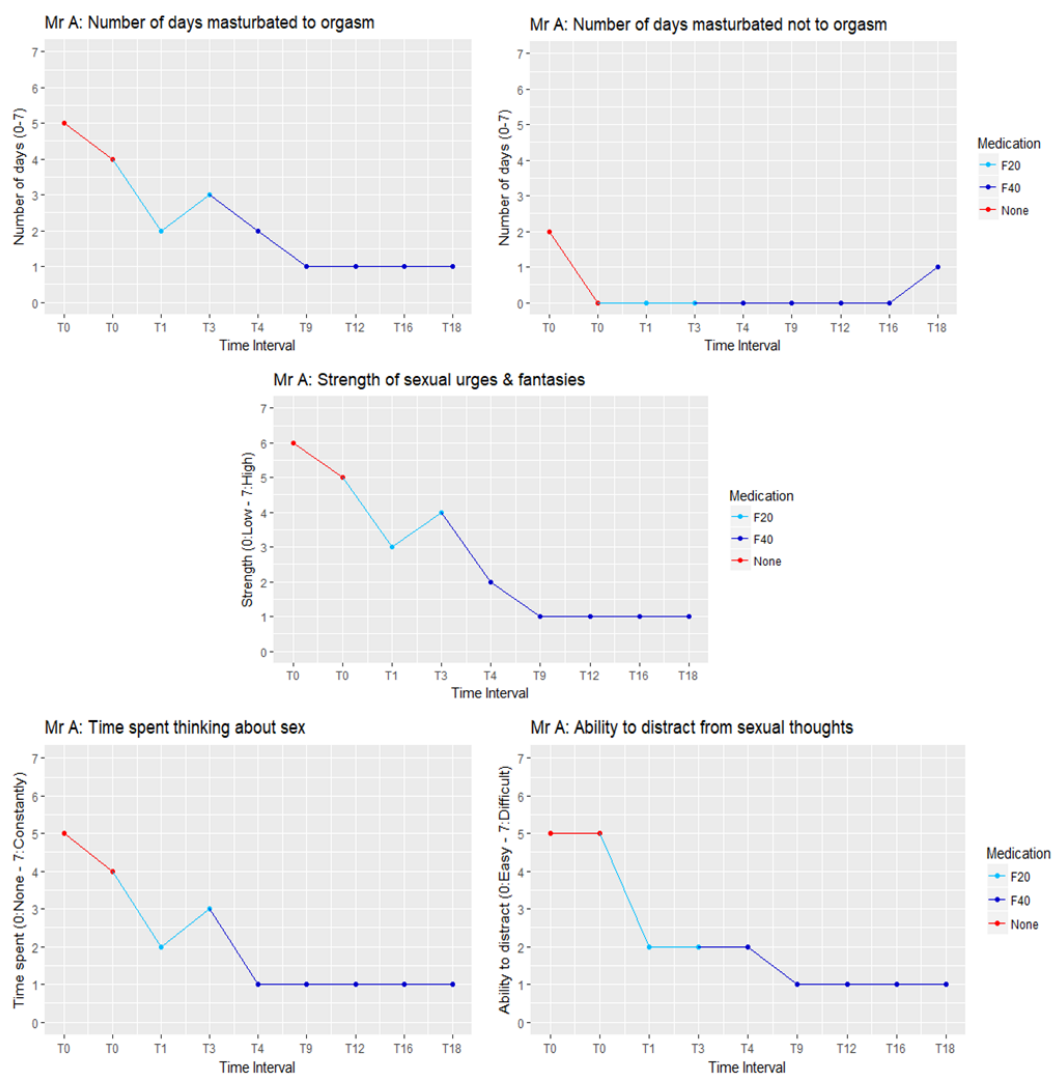 Mr A: Number of days masturbated to orgasm
Number of days (0-7)
7
6
5
4
3
2
1
0
T0 T0 T1 T3 T4 T9 T12 T16 T18
Time Interval
Mr A: Number of days masturbated not to orgasm
Number of days (0-7)
7
6
5
4
3
2
1
0
T0 T0 T1 T3 T4 T9 T12 T16 T18
Time Interval
Medication
F20
F40
None
Mr A: Strength of sexual urges & fantasies
Strength (0:Low - 7:High)
7
6
5
4
3
2
1
0
T0 T0 T1 T3 T4 T9 T12 T16 T18
Time Interval
Medication
F20
F40
None
Mr A: Time spent thinking about sex
Time spent (0:None - 7:Constantly)
7
6
5
4
3
2
1
0
T0 T0 T1 T3 T4 T9 T12 T16 T18
Time Interval
Mr A: Ability to distract from sexual thoughts
Ability to distract (0:Easy - 7:Difficult)
7
6
5
4
3
2
1
0
T0 T0 T1 T3 T4 T9 T12 T16 T18
Time Interval
Medication
F20
F40
None